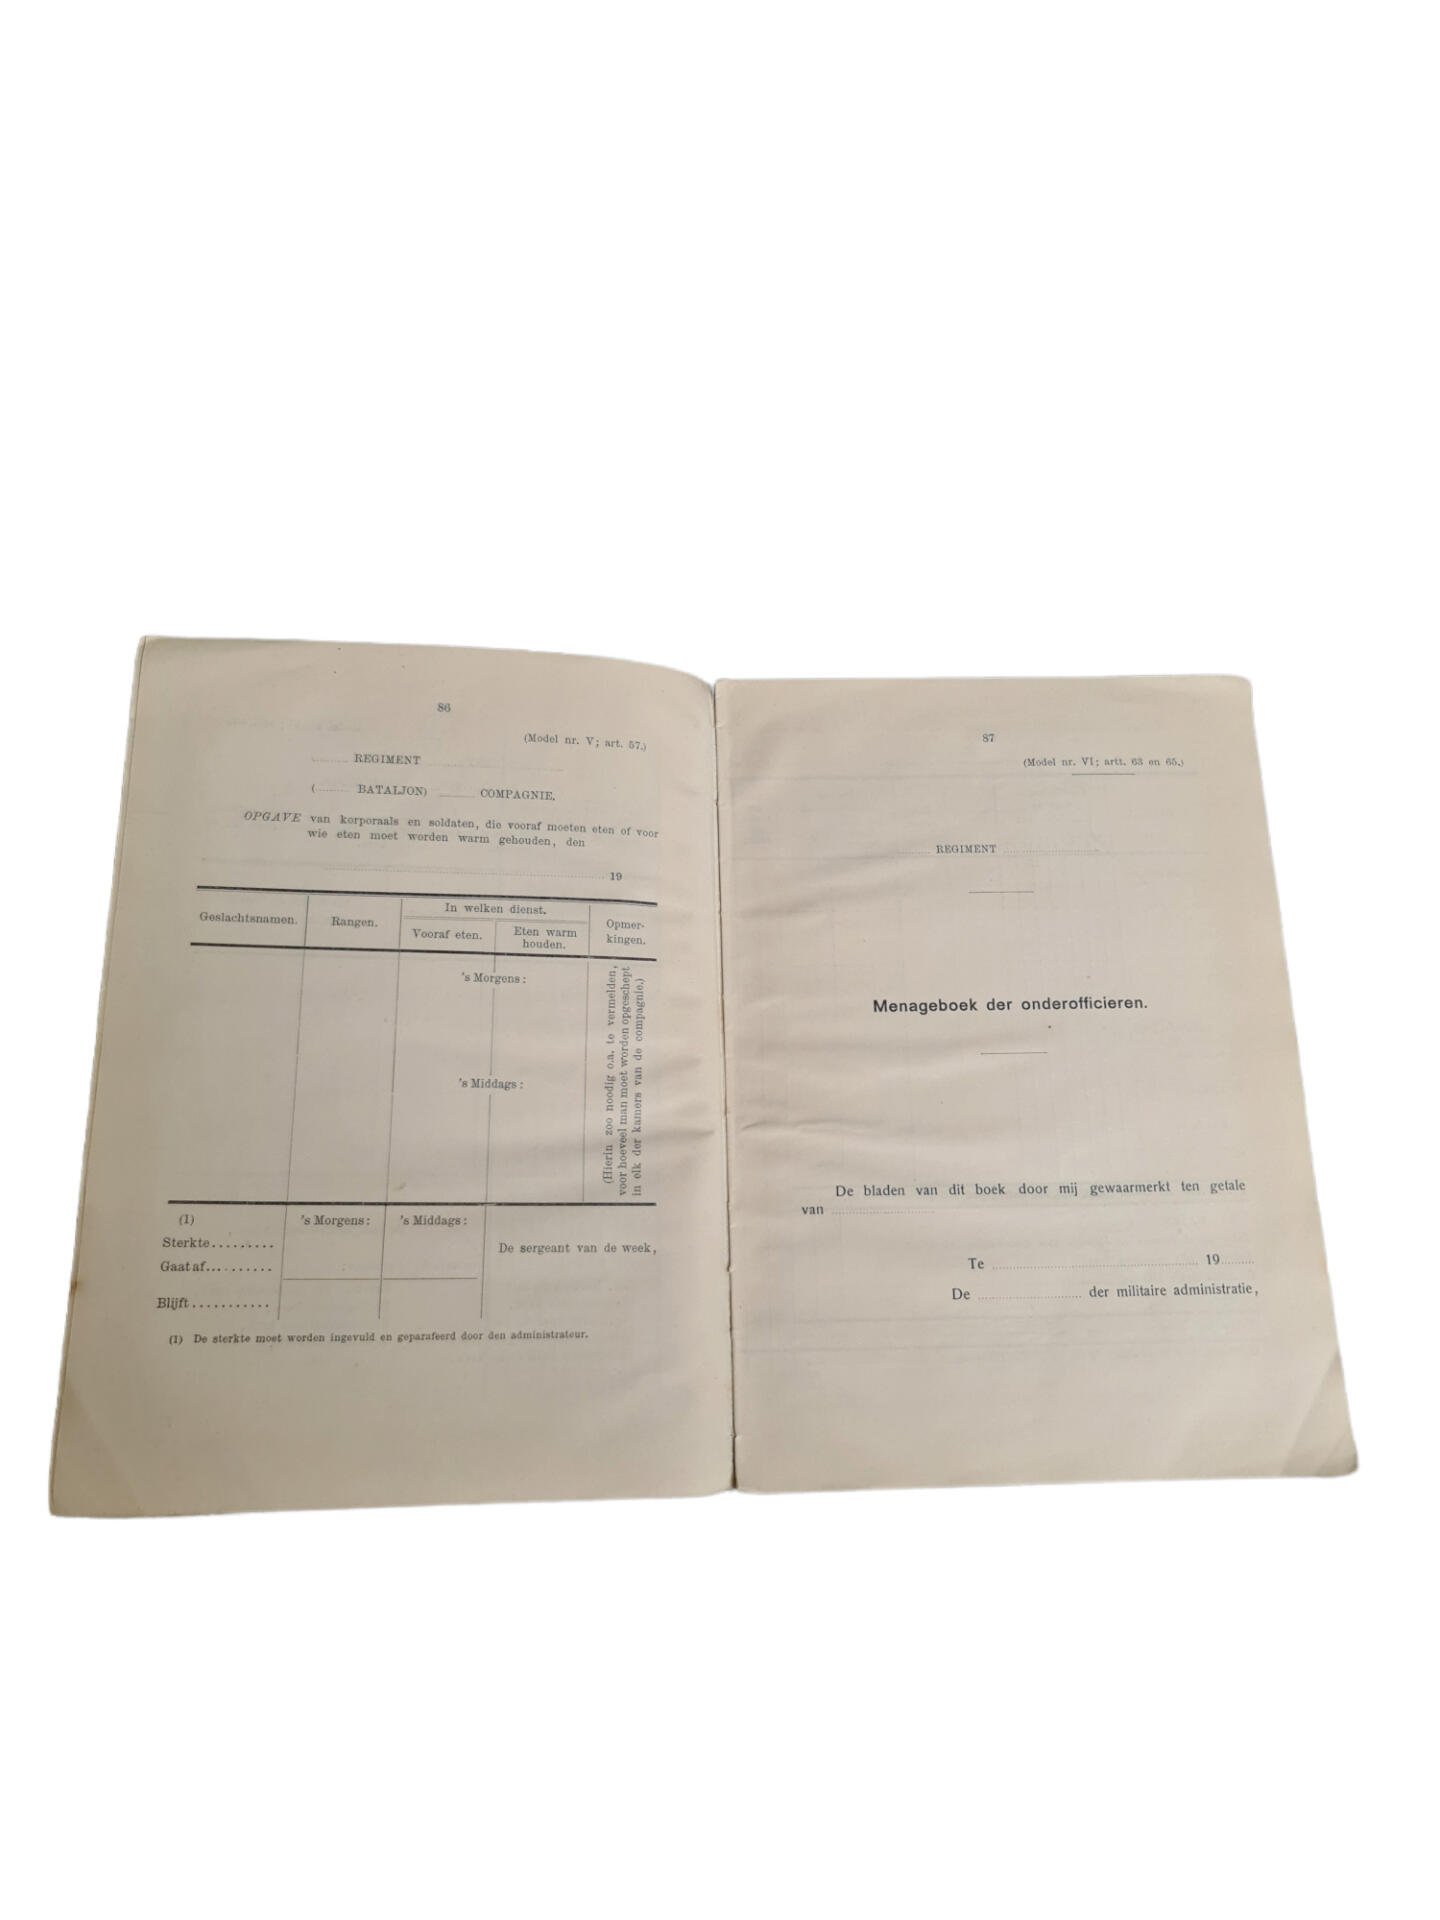 86
(Model nr. V; art. 57.)
REGIMENT
( BATALJON) COMPAGNIE.
OPGAVE van korporaals en soldaten, die vooraf moeten eten of voor
wie eten moet worden warm gehouden, den
19
Geslachtsnamen.
Rangen.
In welken dienst.
Vooraf eten.
Eten warm
houden.
Opmer-
kingen.
's Morgens:
's Middags:
(Hierin zoo noodig o.a. te vermelden,
voor hoeveel man moet worden opgeschept
in elk der kamers van de compagnie.)
(1)
's Morgens:
's Middags:
Sterkte.........
De sergeant van de week,
Gaat af..........
Blijft...........
(1) De sterkte moet worden ingevuld en geparafeerd door den administrateur.
87
(Model nr. VI; artt. 63 en 65.)
REGIMENT
Menageboek der onderofficieren.
De bladen van dit boek door mij gewaarmerkt ten getale
van
Te 19
De der militaire administratie,